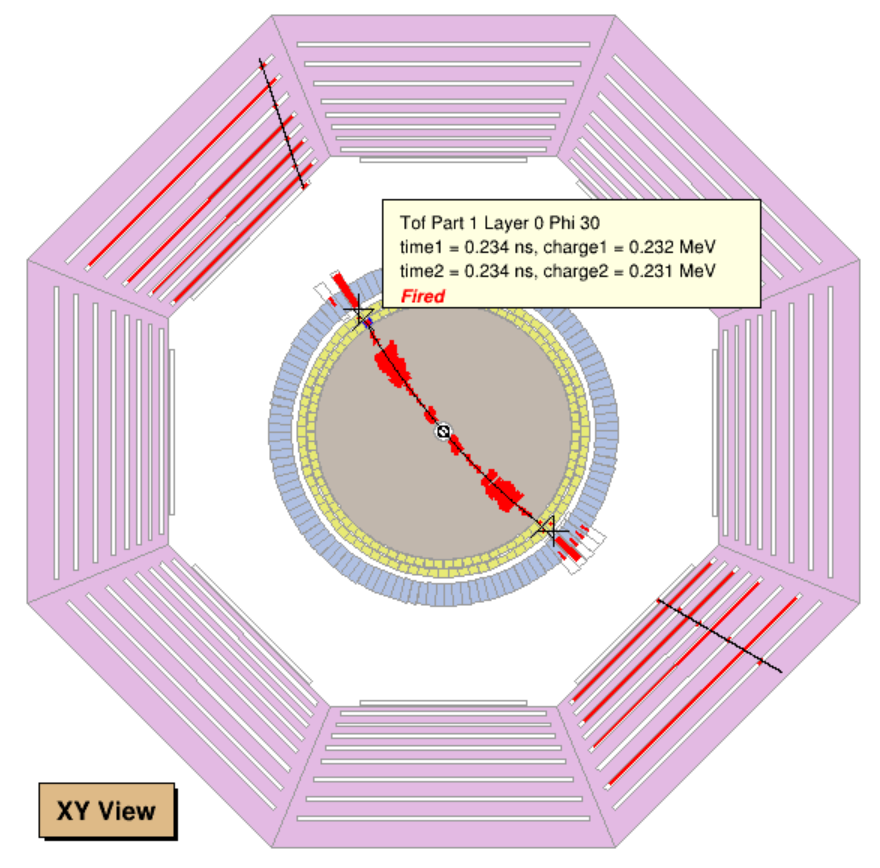 Tof Part 1 Layer 0 Phi 30
time1 = 0.234 ns, charge1 = 0.232 MeV
time2 = 0.234 ns, charge2 = 0.231 MeV
Fired
XY View